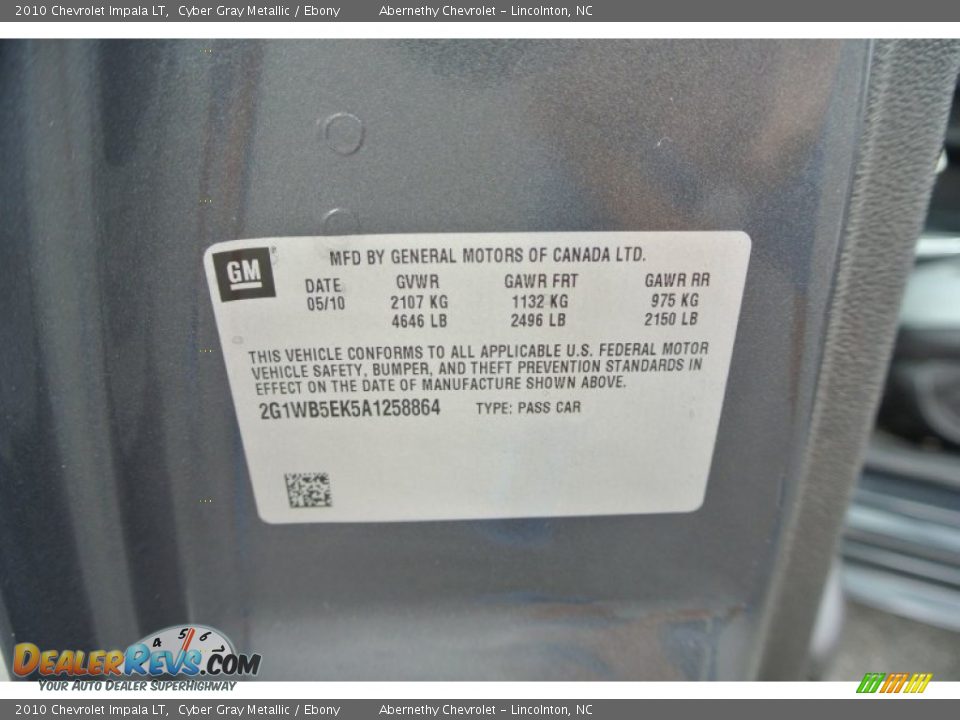 2010 Chevrolet Impala LT, Cyber Gray Metallic / Ebony Abernethy Chevrolet - Lincolnton, NC
GM
MFD BY GENERAL MOTORS OF CANADA LTD.
DATE GVWR GAWR FRT GAWR RR
05/10 2107 KG 1132 KG 975 KG
4646 LB 2496 LB 2150 LB
THIS VEHICLE CONFORMS TO ALL APPLICABLE U.S. FEDERAL MOTOR
VEHICLE SAFETY, BUMPER, AND THEFT PREVENTION STANDARDS IN
EFFECT ON THE DATE OF MANUFACTURE SHOWN ABOVE.
2G1WB5EK5A1258864 TYPE: PASS CAR
4 5 6
DEALERREVS.COM
YOUR AUTO DEALER SUPERHIGHWAY
2010 Chevrolet Impala LT, Cyber Gray Metallic / Ebony Abernethy Chevrolet - Lincolnton, NC